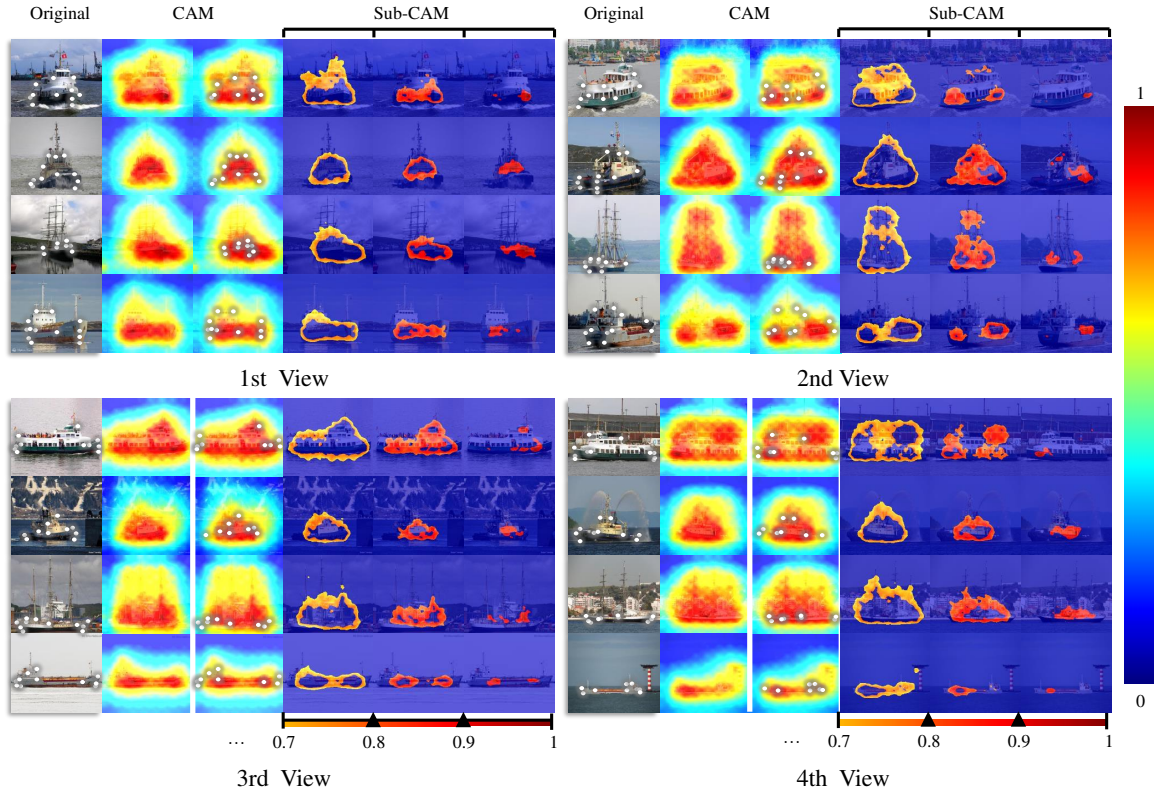 Original CAM Sub-CAM Original CAM Sub-CAM
1
1st View 2nd View
0
... 0.7 0.8 0.9 1 ... 0.7 0.8 0.9 1
3rd View 4th View